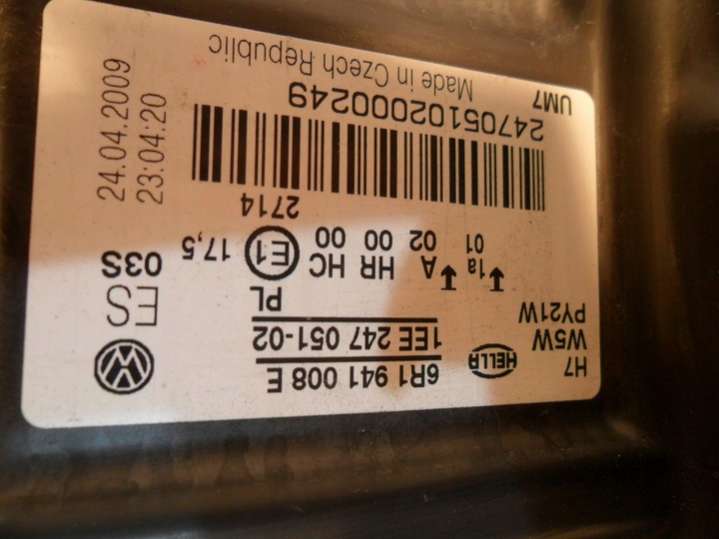 H7
W5W
PY21W
HELLA
6R1 941 008 E
1EE 247 051-02
PL
ES
03S
1a A HR HC E1 17,5
01 02 00 00
2714
24705102000249
UM7
Made in Czech Republic
24.04.2009
23:04:20